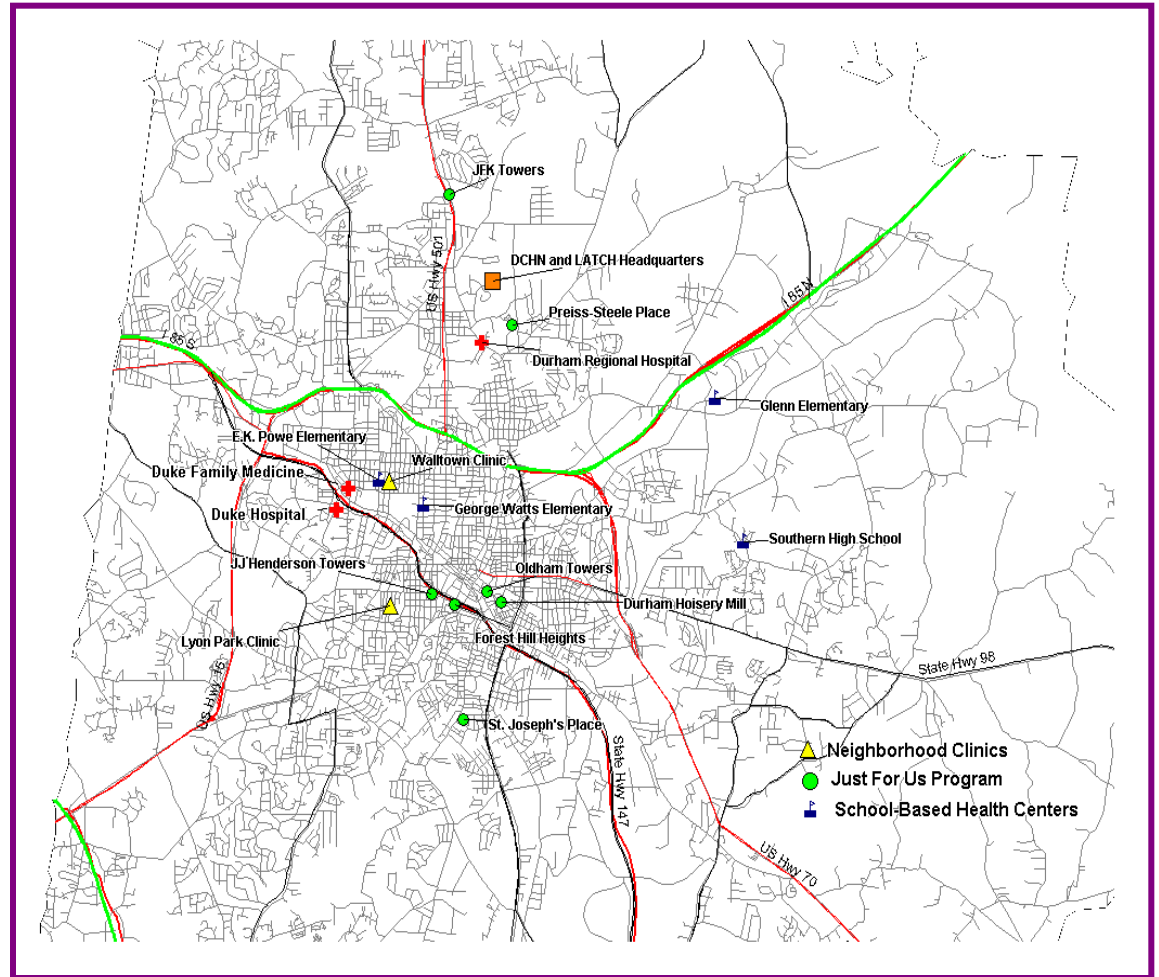 JFK Towers
US Hwy 501
DCHN and LATCH Headquarters
Preiss-Steele Place
I 85 N
Durham Regional Hospital
I 85 S
Glenn Elementary
E.K. Powe Elementary
Walltown Clinic
Duke Family Medicine
George Watts Elementary
Duke Hospital
Southern High School
JJ Henderson Towers
Oldham Towers
Durham Hoisery Mill
Lyon Park Clinic
Forest Hill Heights
State Hwy 98
US Hwy 15
St. Joseph's Place
State Hwy 147
Neighborhood Clinics
Just For Us Program
School-Based Health Centers
US Hwy 70